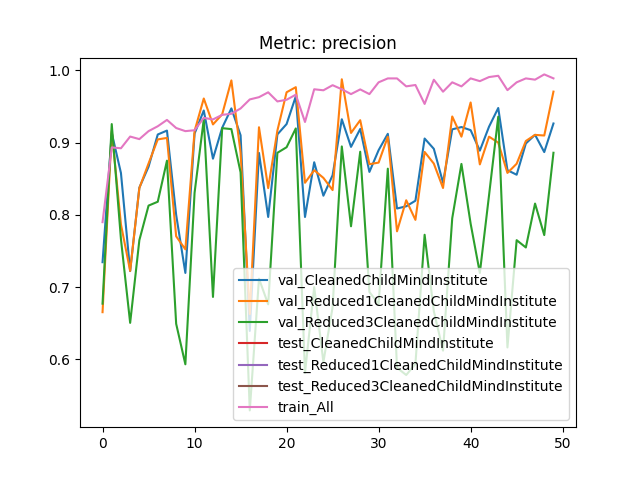 Metric: precision
1.0
0.9
0.8
0.7
0.6
val_CleanedChildMindInstitute
val_Reduced1CleanedChildMindInstitute
val_Reduced3CleanedChildMindInstitute
test_CleanedChildMindInstitute
test_Reduced1CleanedChildMindInstitute
test_Reduced3CleanedChildMindInstitute
train_All
0 10 20 30 40 50